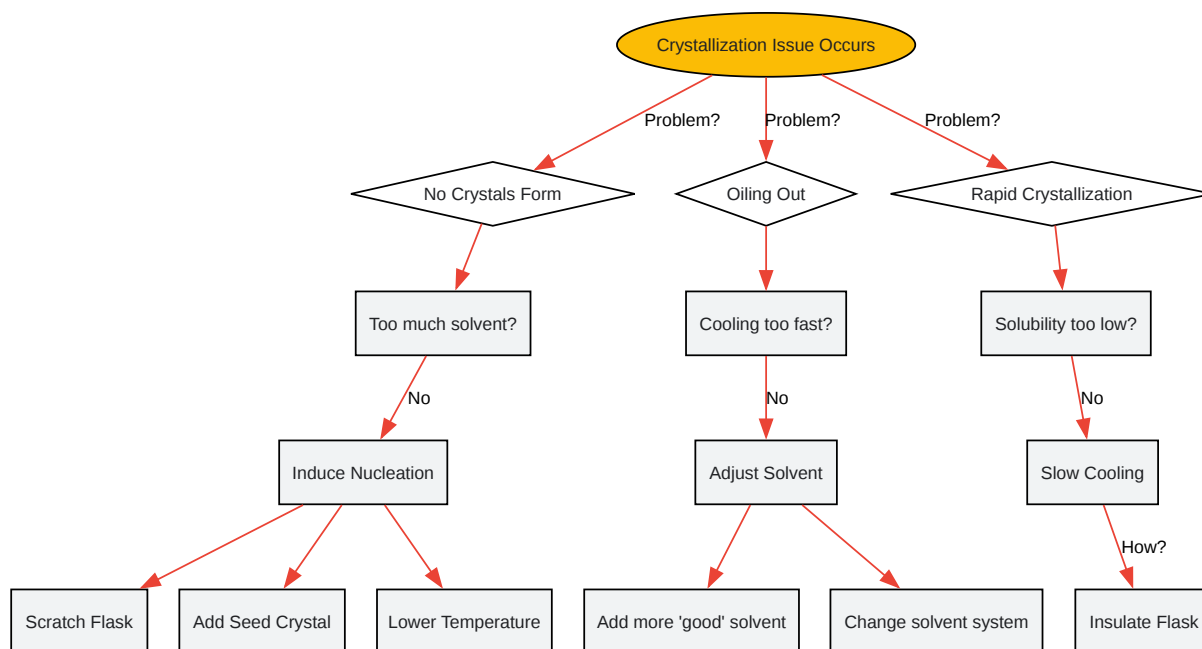 Crystallization Issue Occurs
Problem? Problem? Problem?
No Crystals Form Oiling Out Rapid Crystallization
Too much solvent? Cooling too fast? Solubility too low?
No No No
Induce Nucleation Adjust Solvent Slow Cooling
How?
Scratch Flask Add Seed Crystal Lower Temperature Add more 'good' solvent Change solvent system Insulate Flask